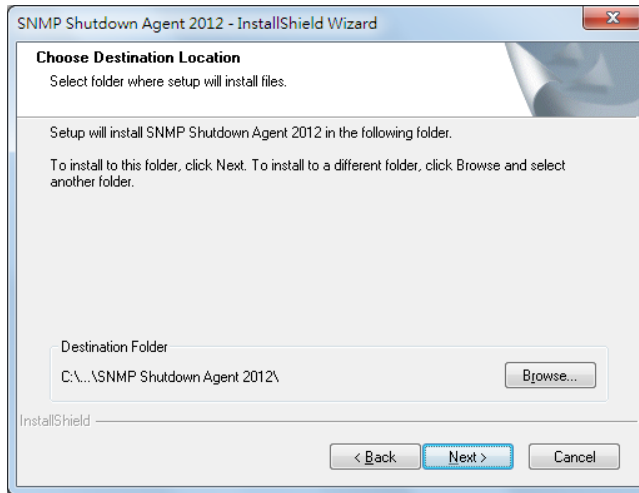 SNMP Shutdown Agent 2012 - InstallShield Wizard
Choose Destination Location
Select folder where setup will install files.
Setup will install SNMP Shutdown Agent 2012 in the following folder.
To install to this folder, click Next. To install to a different folder, click Browse and select
another folder.
Destination Folder
C:\...\SNMP Shutdown Agent 2012\
Browse...
InstallShield
< Back
Next >
Cancel